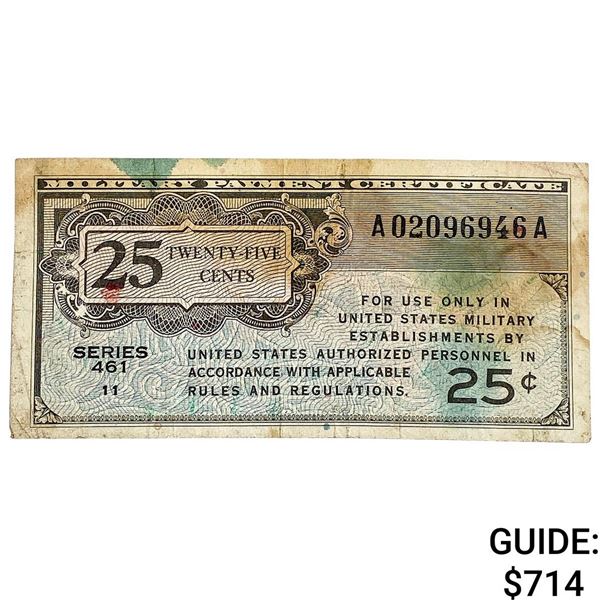 MILITARY PAYMENT CERTIFICATE
A02096946A
25 TWENTY-FIVE
CENTS
FOR USE ONLY IN
UNITED STATES MILITARY
ESTABLISHMENTS BY
UNITED STATES AUTHORIZED PERSONNEL IN
ACCORDANCE WITH APPLICABLE
RULES AND REGULATIONS.
SERIES
461
11
25¢
GUIDE:
$714